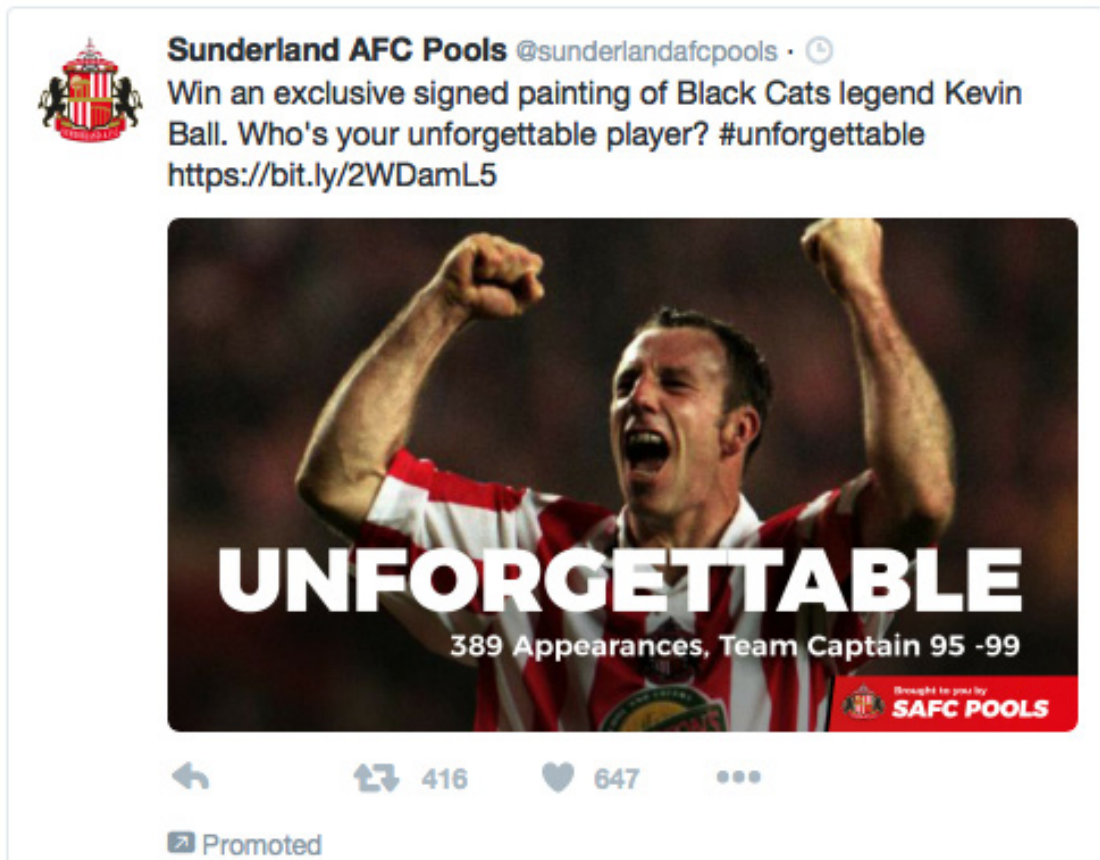 Sunderland AFC Pools @sunderlandafcpools ·
Win an exclusive signed painting of Black Cats legend Kevin
Ball. Who's your unforgettable player? #unforgettable
https://bit.ly/2WDamL5
UNFORGETTABLE
389 Appearances, Team Captain 95 -99
Brought to you by
SAFC POOLS
416 647
Promoted